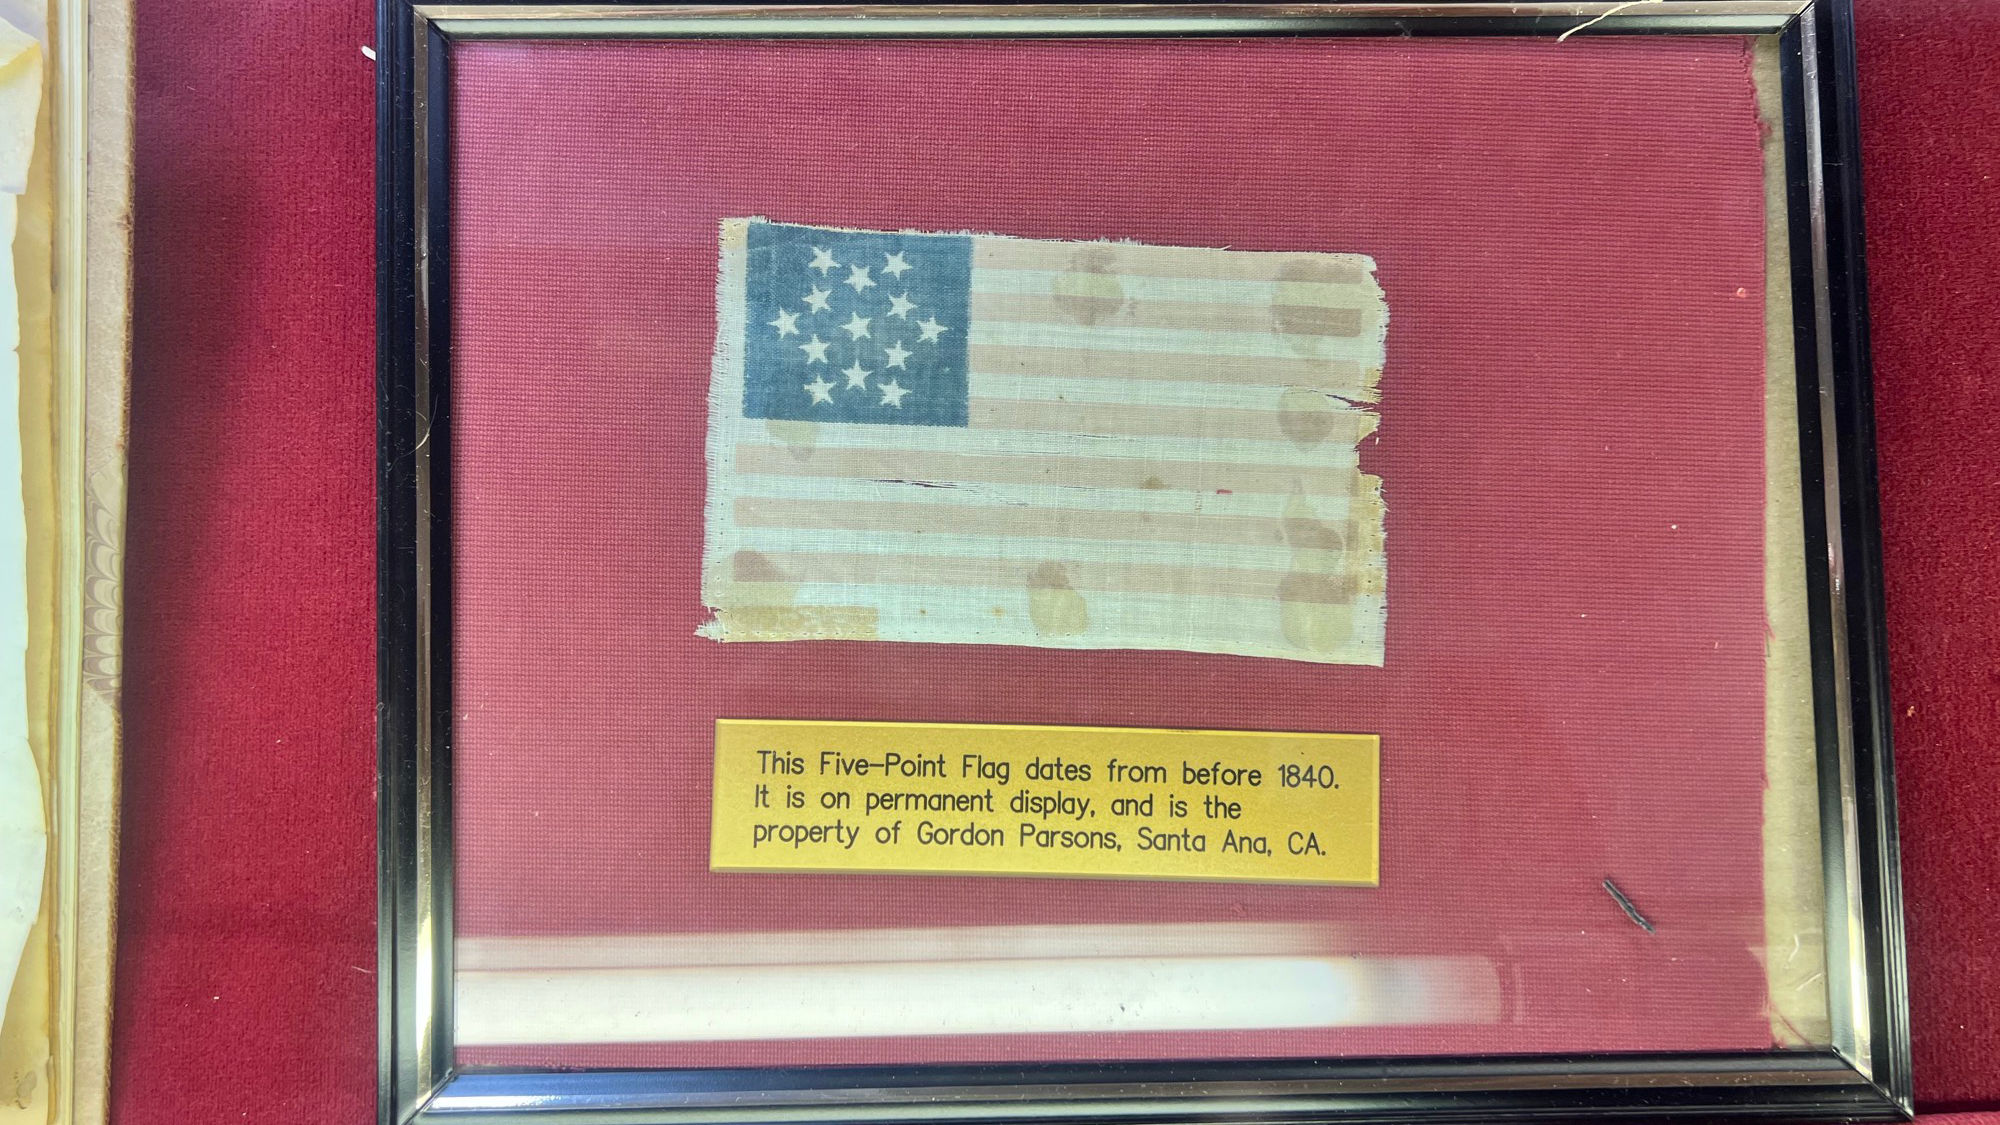 This Five-Point Flag dates from before 1840.
It is on permanent display, and is the
property of Gordon Parsons, Santa Ana, CA.